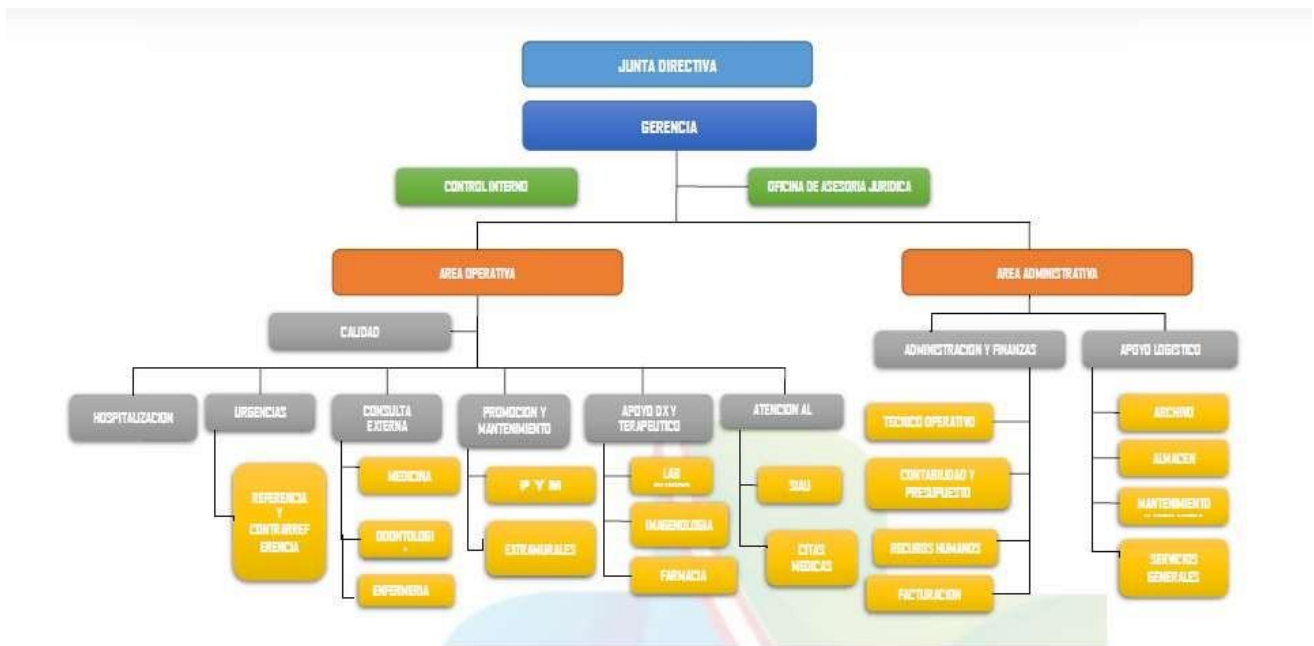 JUNTA DIRECTIVA
GERENCIA
CONTROL INTERNO
OFICINA DE ASESORIA JURIDICA
AREA OPERATIVA
AREA ADMINISTRATIVA
CALIDAD
ADMINISTRACION Y FINANZAS
APOYO LOGISTICO
HOSPITALIZACION
URGENCIAS
CONSULTA
EXTERNA
PROMOCION Y
MANTENIMIENTO
APOYO DX Y
TERAPEUTICO
ATENCION AL
REFERENCIA
Y
CONTRARREF
ERENCIA
MEDICINA
ODONTOLOGI
ENFERMERIA
P Y M
EXTRAMURALES
LAB
IMAGENOLOGIA
FARMACIA
SIAU
CITAS
MEDICAS
TECNICO OPERATIVO
CONTABILIDAD Y
PRESUPUESTO
RECUROS HUMANOS
FACTURACION
ARCHIVO
ALMACEN
MANTENIMIENTO
SERVICIOS
GENERALES